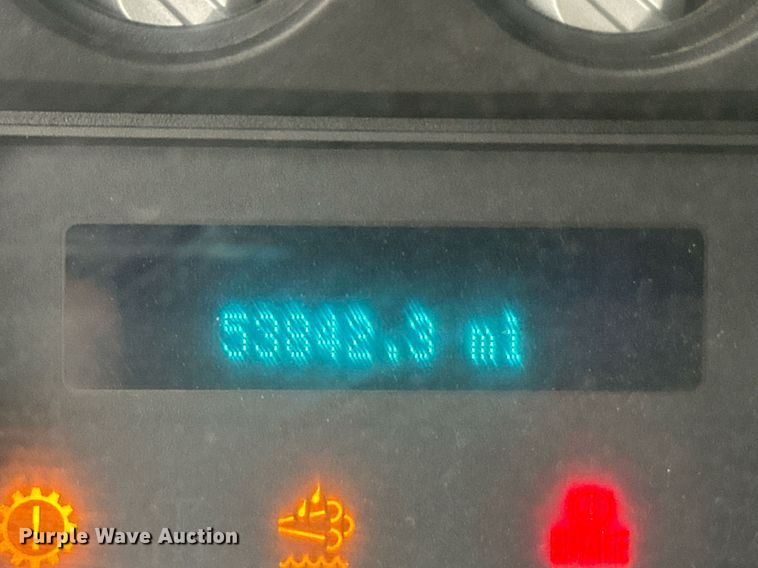 53842.3 mi
Purple Wave Auction